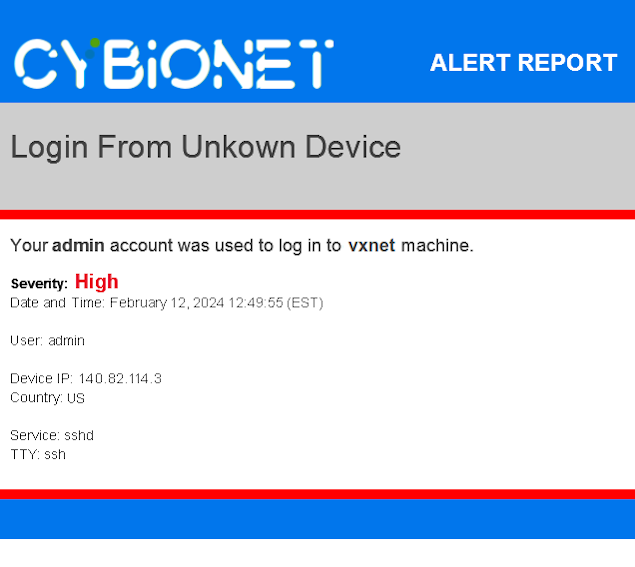 CYBiONET
ALERT REPORT
Login From Unkown Device
Your admin account was used to log in to vxnet machine.
Severity: High
Date and Time: February 12, 2024 12:49:55 (EST)
User: admin
Device IP: 140.82.114.3
Country: US
Service: sshd
TTY: ssh